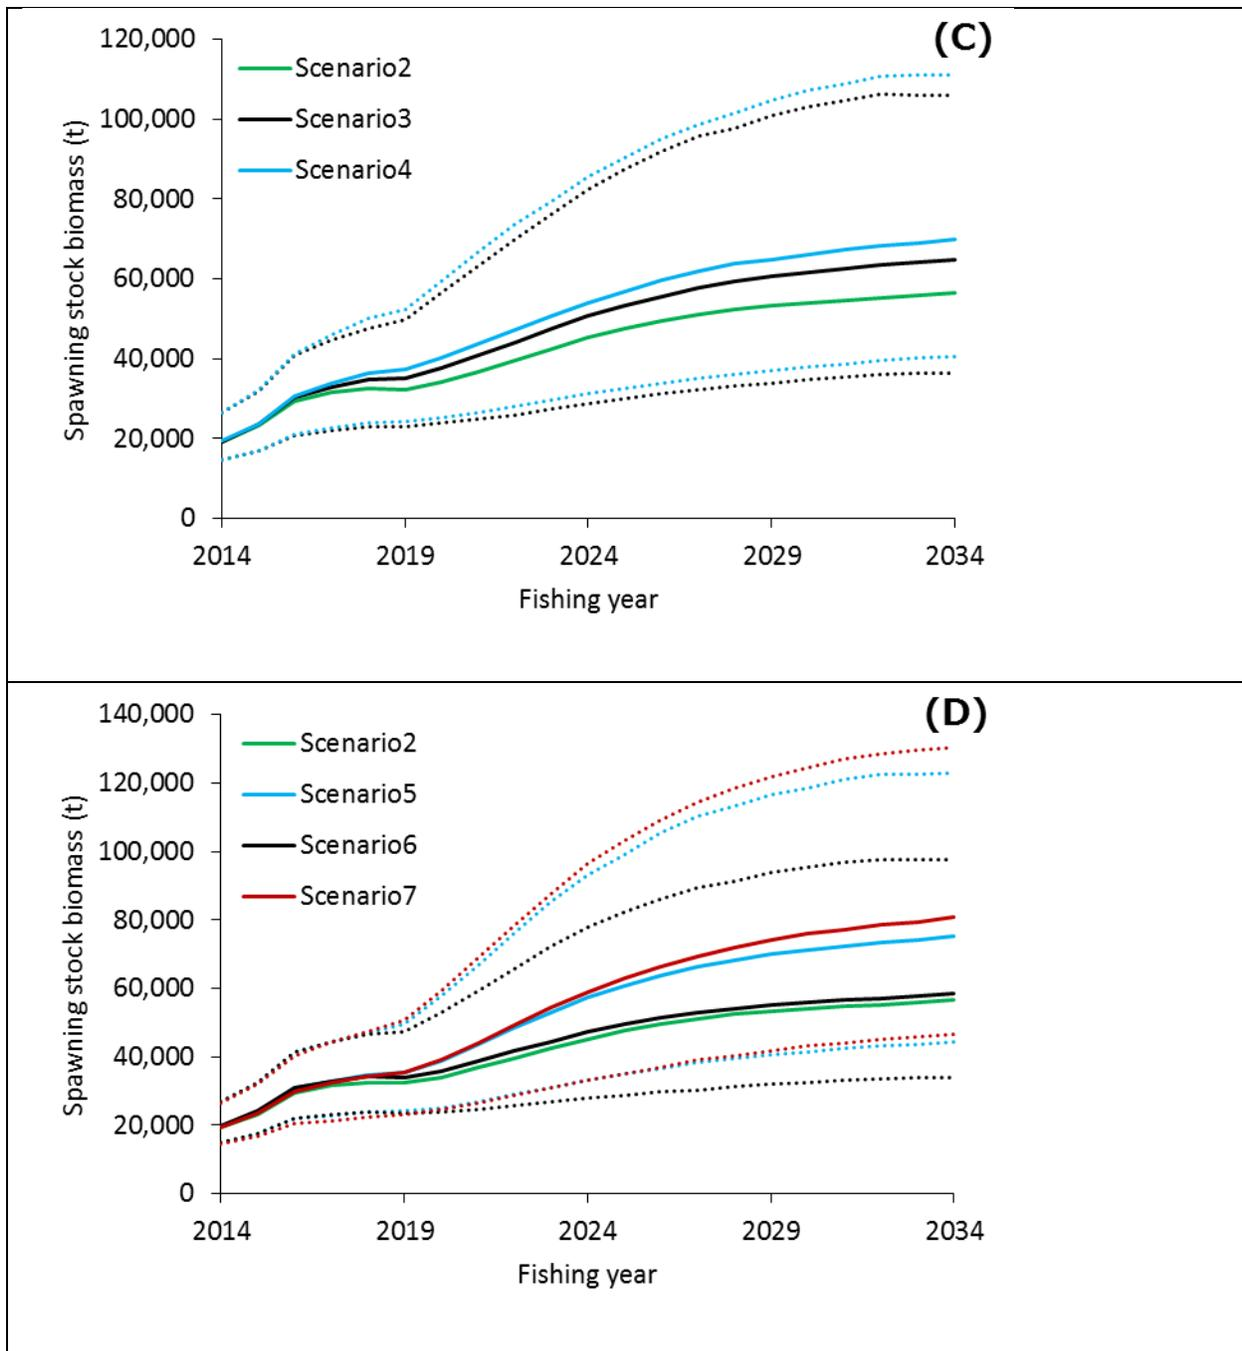 (C)
120,000
100,000
80,000
60,000
40,000
20,000
0
Spawning stock biomass (t)
Scenario2
Scenario3
Scenario4
2014 2019 2024 2029 2034
Fishing year
(D)
140,000
120,000
100,000
80,000
60,000
40,000
20,000
0
Spawning stock biomass (t)
Scenario2
Scenario5
Scenario6
Scenario7
2014 2019 2024 2029 2034
Fishing year